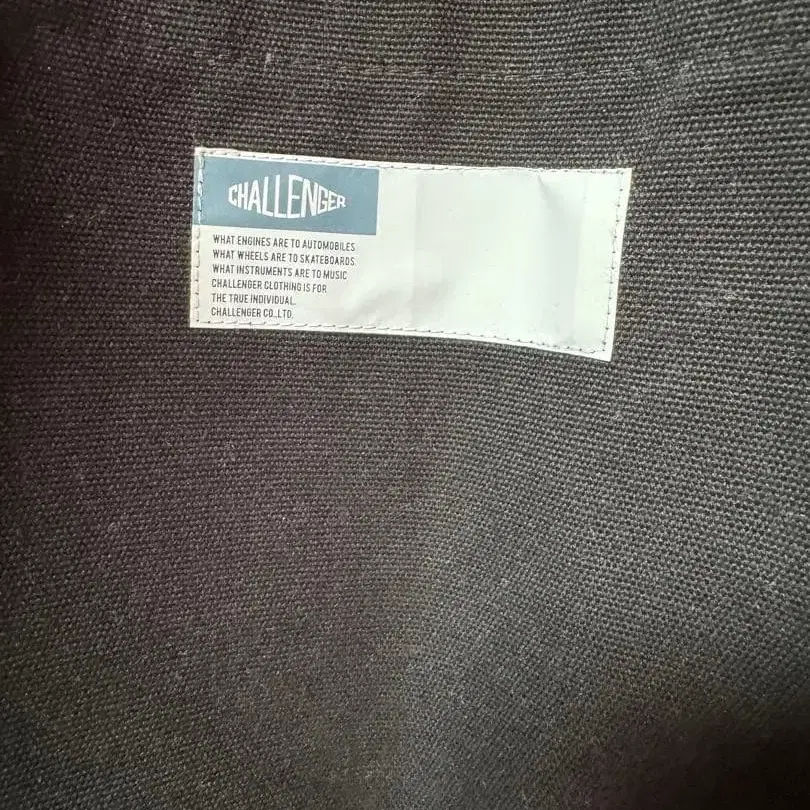 CHALLENGER
WHAT ENGINES ARE TO AUTOMOBILES
WHAT WHEELS ARE TO SKATEBOARDS.
WHAT INSTRUMENTS ARE TO MUSIC
CHALLENGER CLOTHING IS FOR
THE TRUE INDIVIDUAL.
CHALLENGER CO.,LTD.